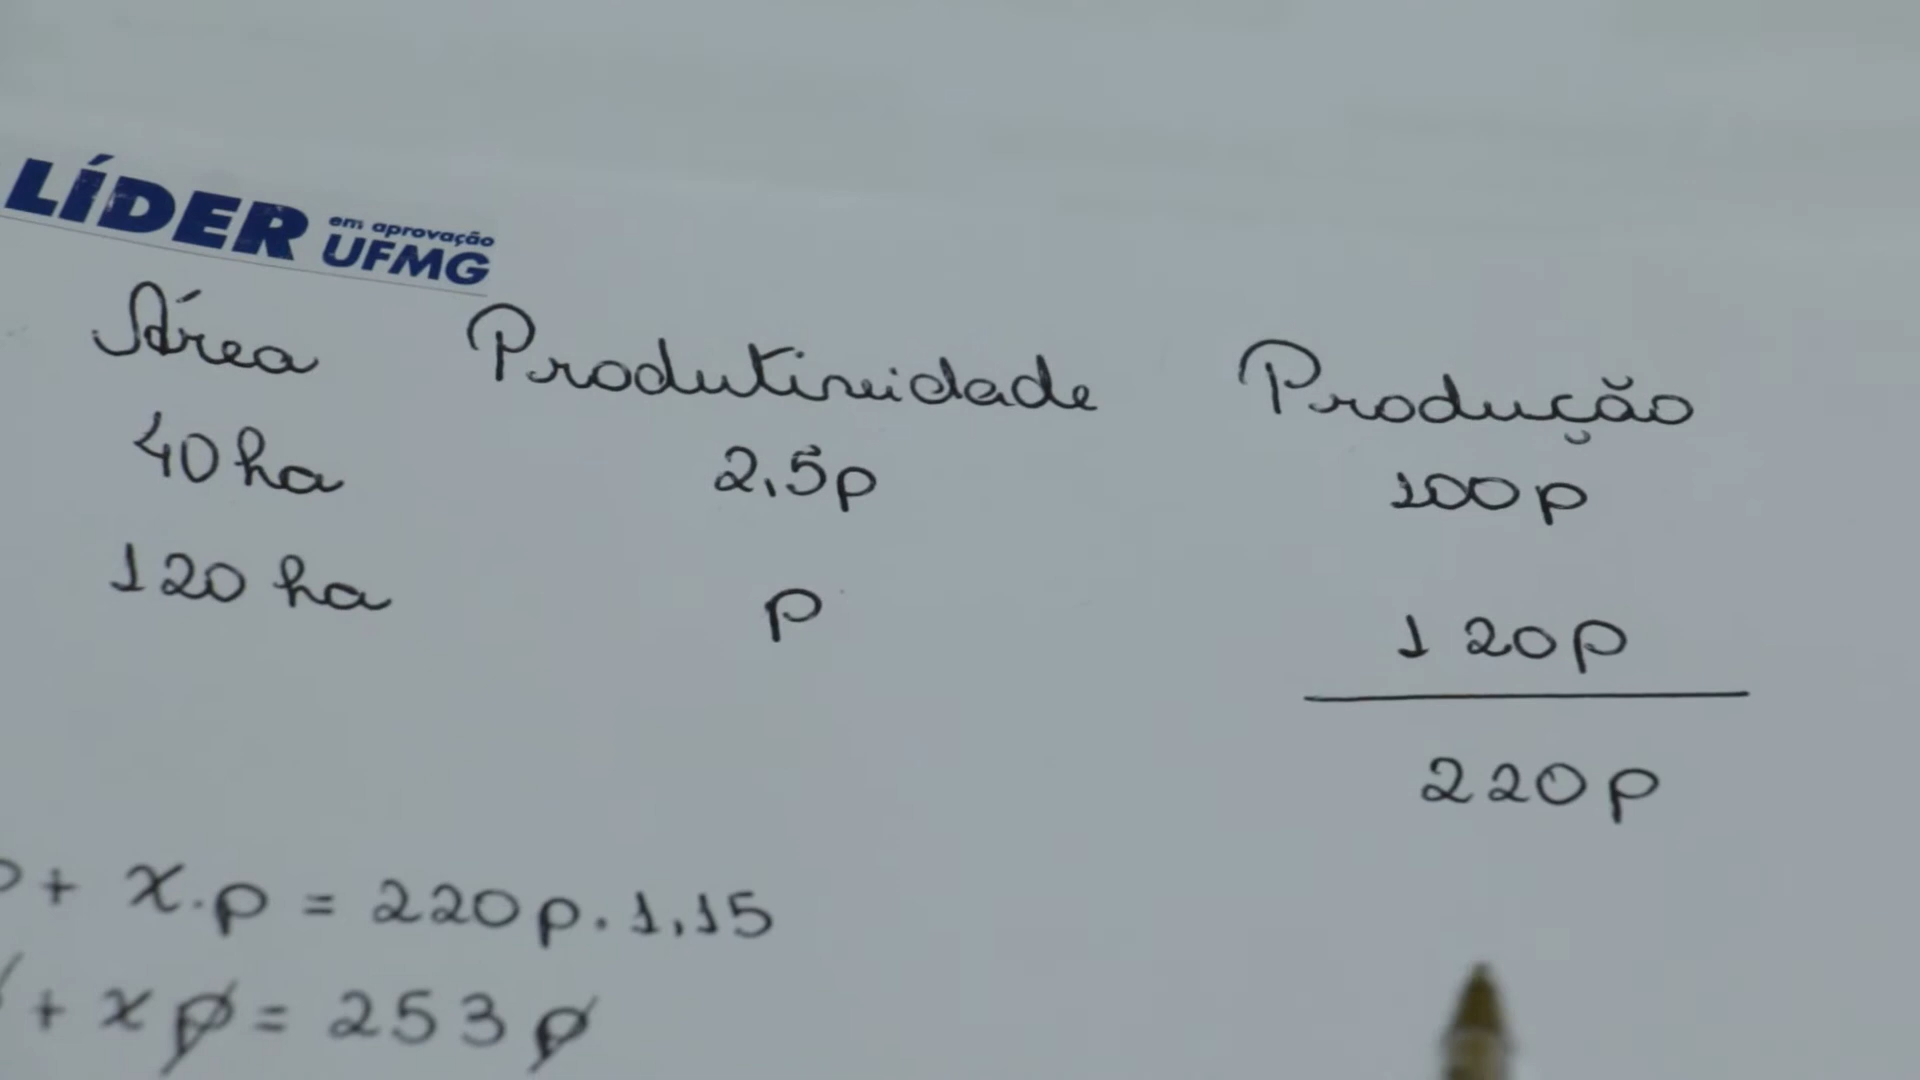 LÍDER em aprovação UFMG
Área Produtividade Produção
40 ha 2,5p 100p
120 ha p 120p
220p
+ x.p = 220p.1,15
+ xp = 253p